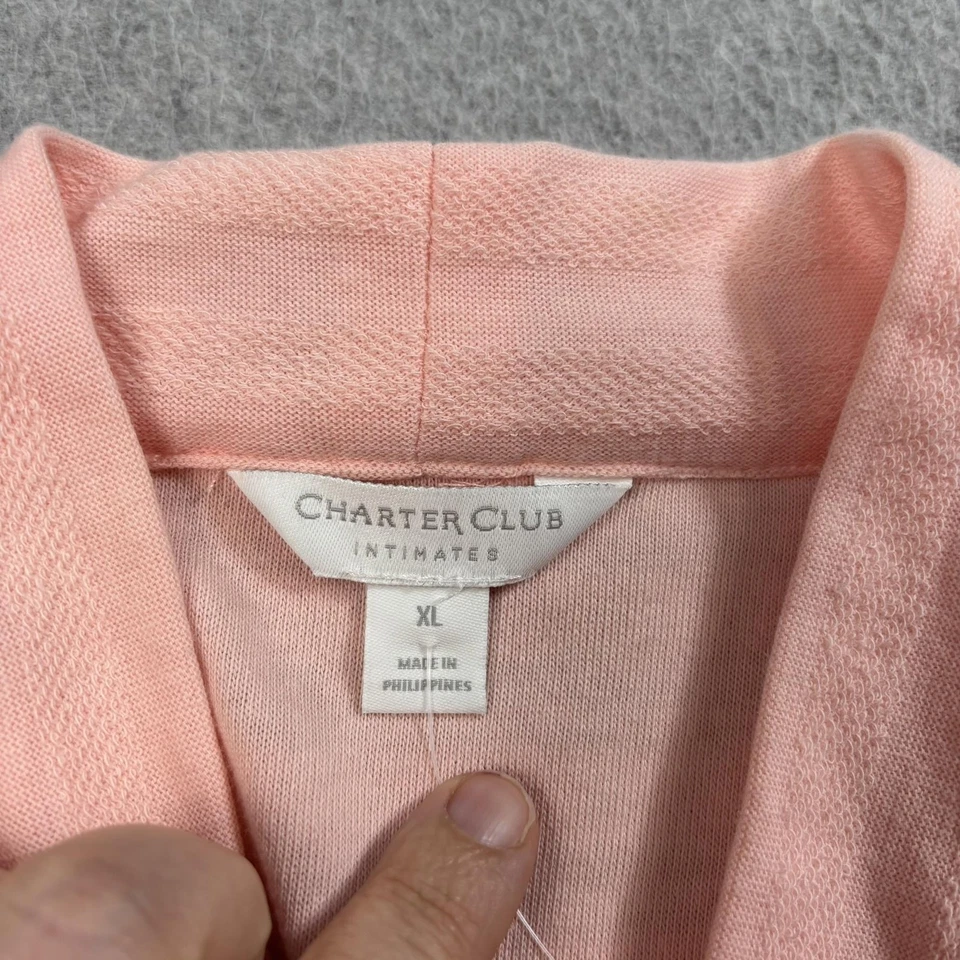 CHARTER CLUB
INTIMATES
XL
MADE IN
PHILIPPINES